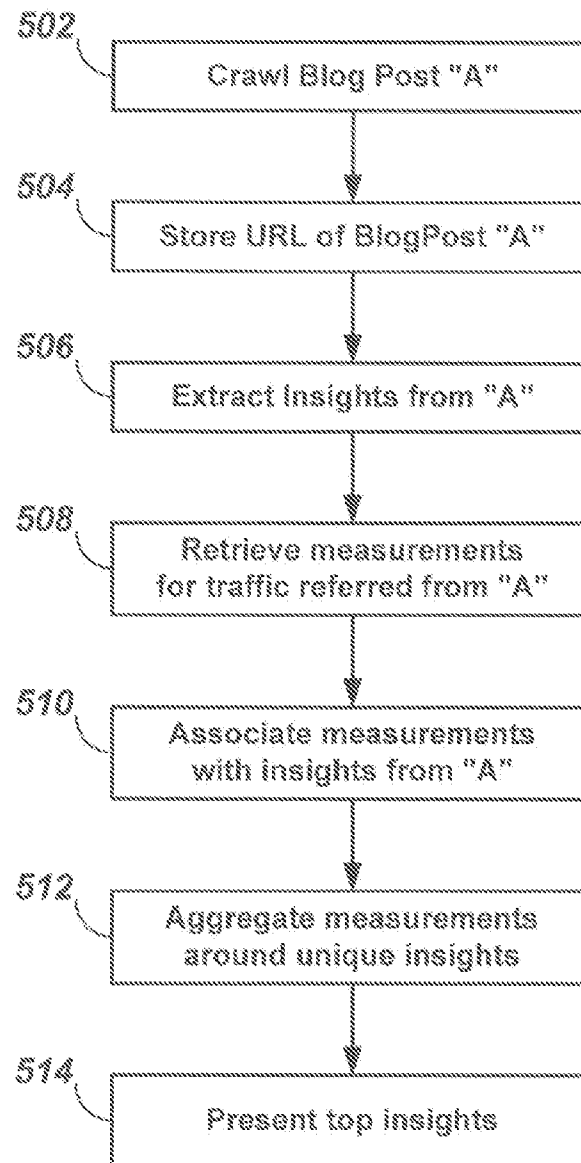 502
Crawl Blog Post "A"
504
Store URL of BlogPost "A"
506
Extract Insights from "A"
508
Retrieve measurements
for traffic referred from "A"
510
Associate measurements
with insights from "A"
512
Aggregate measurements
around unique insights
514
Present top insights